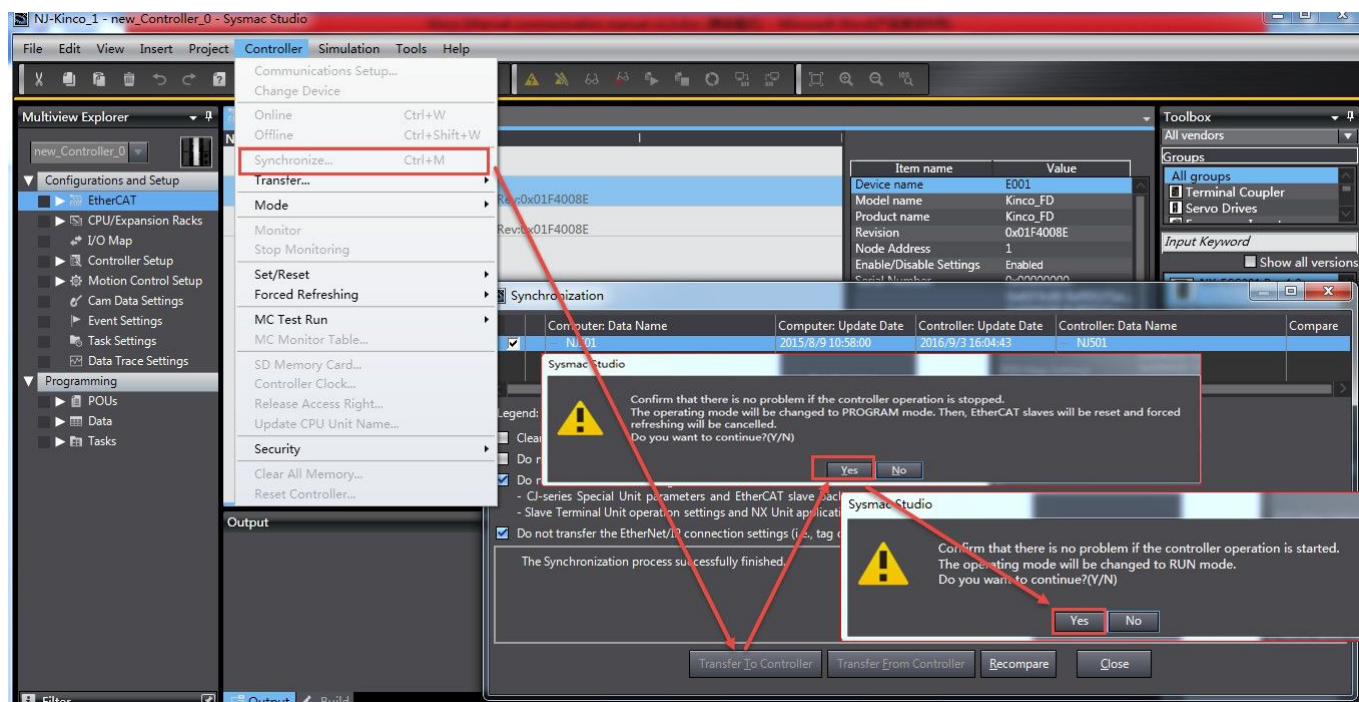 NJ-Kinco_1 - new_Controller_0 - Sysmac Studio
File Edit View Insert Project Controller Simulation Tools Help
Communications Setup...
Change Device
Online Ctrl+W
Offline Ctrl+Shift+W
Synchronize... Ctrl+M
Transfer...
Mode
Monitor
Stop Monitoring
Set/Reset
Forced Refreshing
MC Test Run
MC Monitor Table...
SD Memory Card...
Controller Clock...
Release Access Right...
Update CPU Unit Name...
Security
Clear All Memory...
Reset Controller...
Multiview Explorer
new_Controller_0
Configurations and Setup
EtherCAT
CPU/Expansion Racks
I/O Map
Controller Setup
Motion Control Setup
Cam Data Settings
Event Settings
Task Settings
Data Trace Settings
Programming
POUs
Data
Tasks
Filter
Rev:0x01F4008E
Rev:0x01F4008E
Item name Value
Device name E001
Model name Kinco_FD
Product name Kinco_FD
Revision 0x01F4008E
Node Address 1
Enable/Disable Settings Enabled
Serial Number 0x00000000
Toolbox
All vendors
Groups
All groups
Terminal Coupler
Servo Drives
Input Keyword
Show all versions
Synchronization
Computer: Data Name Computer: Update Date Controller: Update Date Controller: Data Name Compare
NJ501 2015/8/9 10:58:00 2016/9/3 16:04:43 NJ501
Legend:
Clea
Do n
Do n
- CJ-series Special Unit parameters and EtherCAT slave bac
- Slave Terminal Unit operation settings and NX Unit applicati
Do not transfer the EtherNet/IP connection settings (i.e., tag
The Synchronization process successfully finished.
Transfer To Controller Transfer From Controller Recompare Close
Sysmac Studio
Confirm that there is no problem if the controller operation is stopped.
The operating mode will be changed to PROGRAM mode. Then, EtherCAT slaves will be reset and forced
refreshing will be cancelled.
Do you want to continue?(Y/N)
Yes No
Sysmac Studio
Confirm that there is no problem if the controller operation is started.
The operating mode will be changed to RUN mode.
Do you want to continue?(Y/N)
Yes No
Output
Output Build